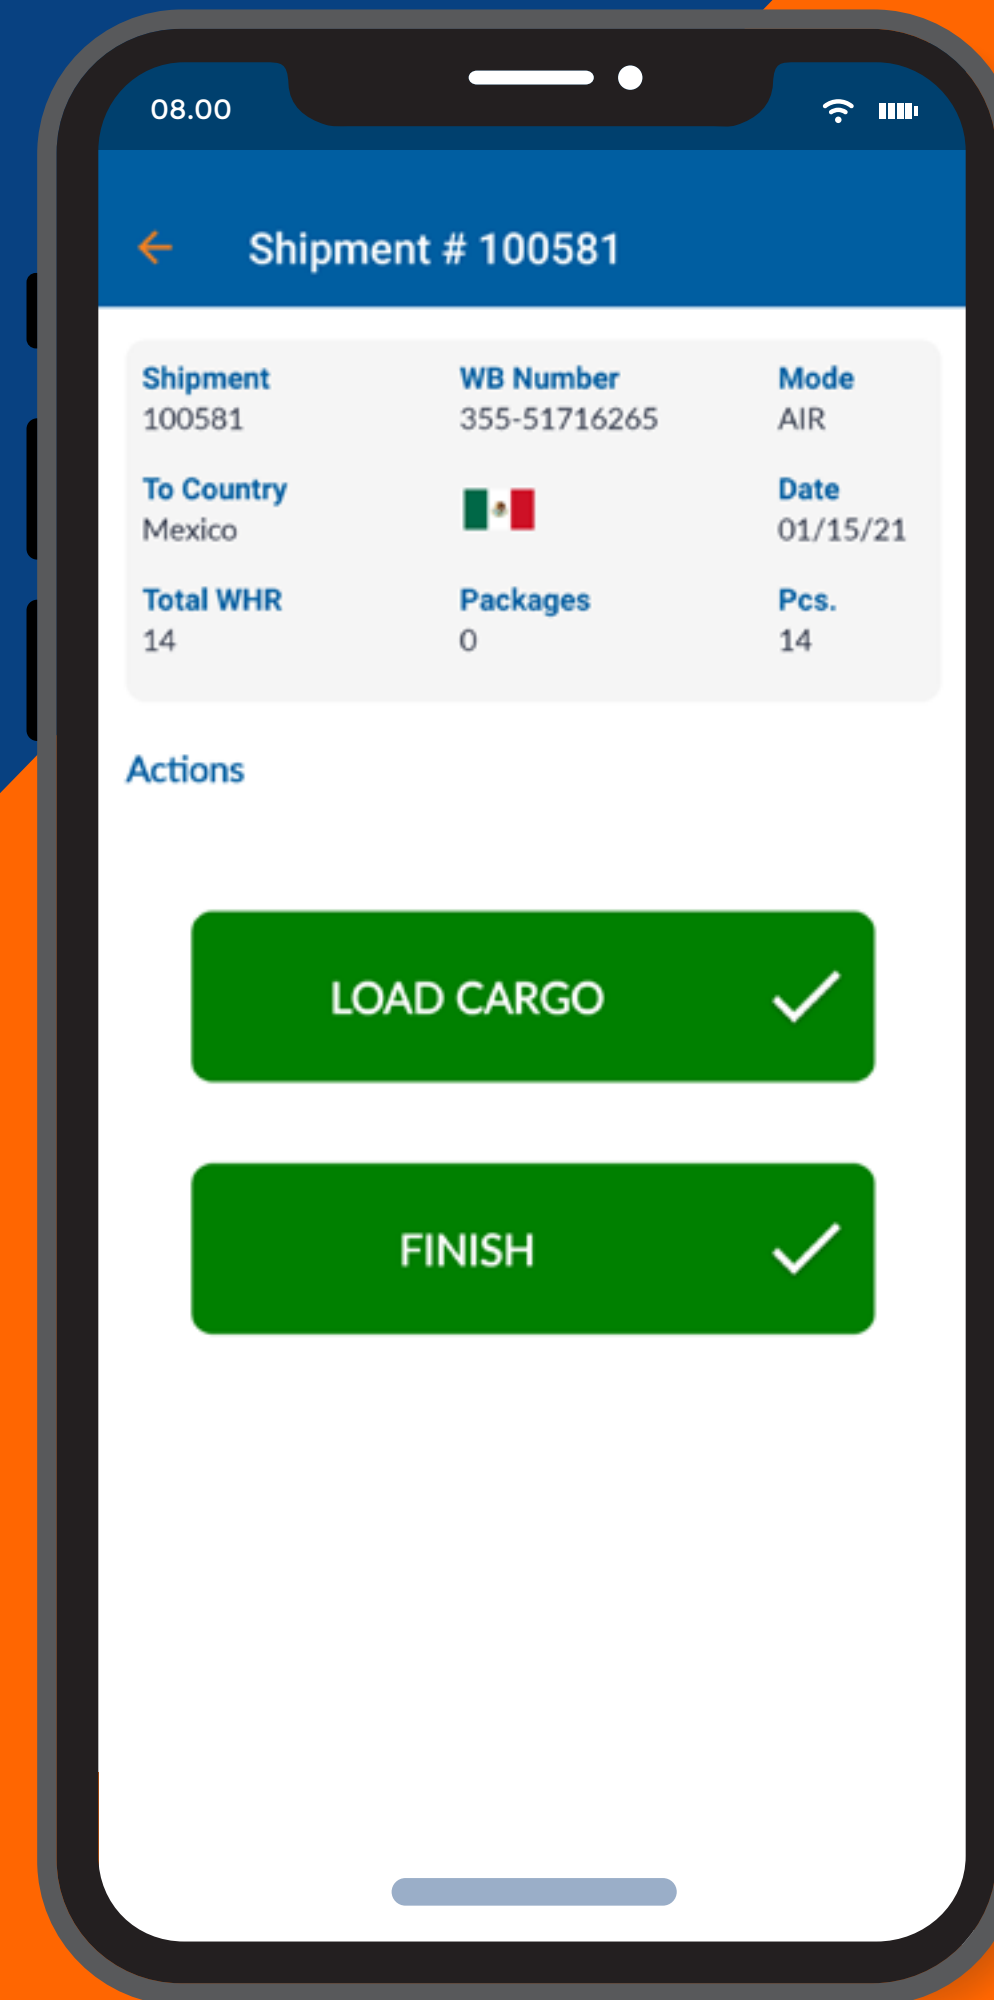 08.00
Shipment # 100581
Shipment WB Number Mode
100581 355-51716265 AIR
To Country Date
Mexico 01/15/21
Total WHR Packages Pcs.
14 0 14
Actions
LOAD CARGO
FINISH